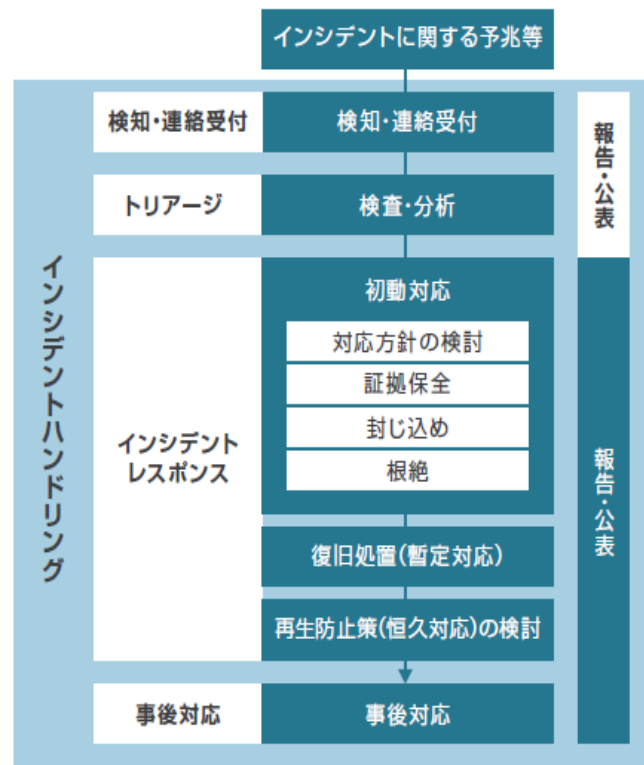 インシデントに関する予兆等
インシデントハンドリング
検知・連絡受付
検知・連絡受付
報告・公表
トリアージ
検査・分析
インシデント
レスポンス
初動対応
対応方針の検討
証拠保全
封じ込め
根絶
復旧処置(暫定対応)
再生防止策(恒久対応)の検討
報告・公表
事後対応
事後対応